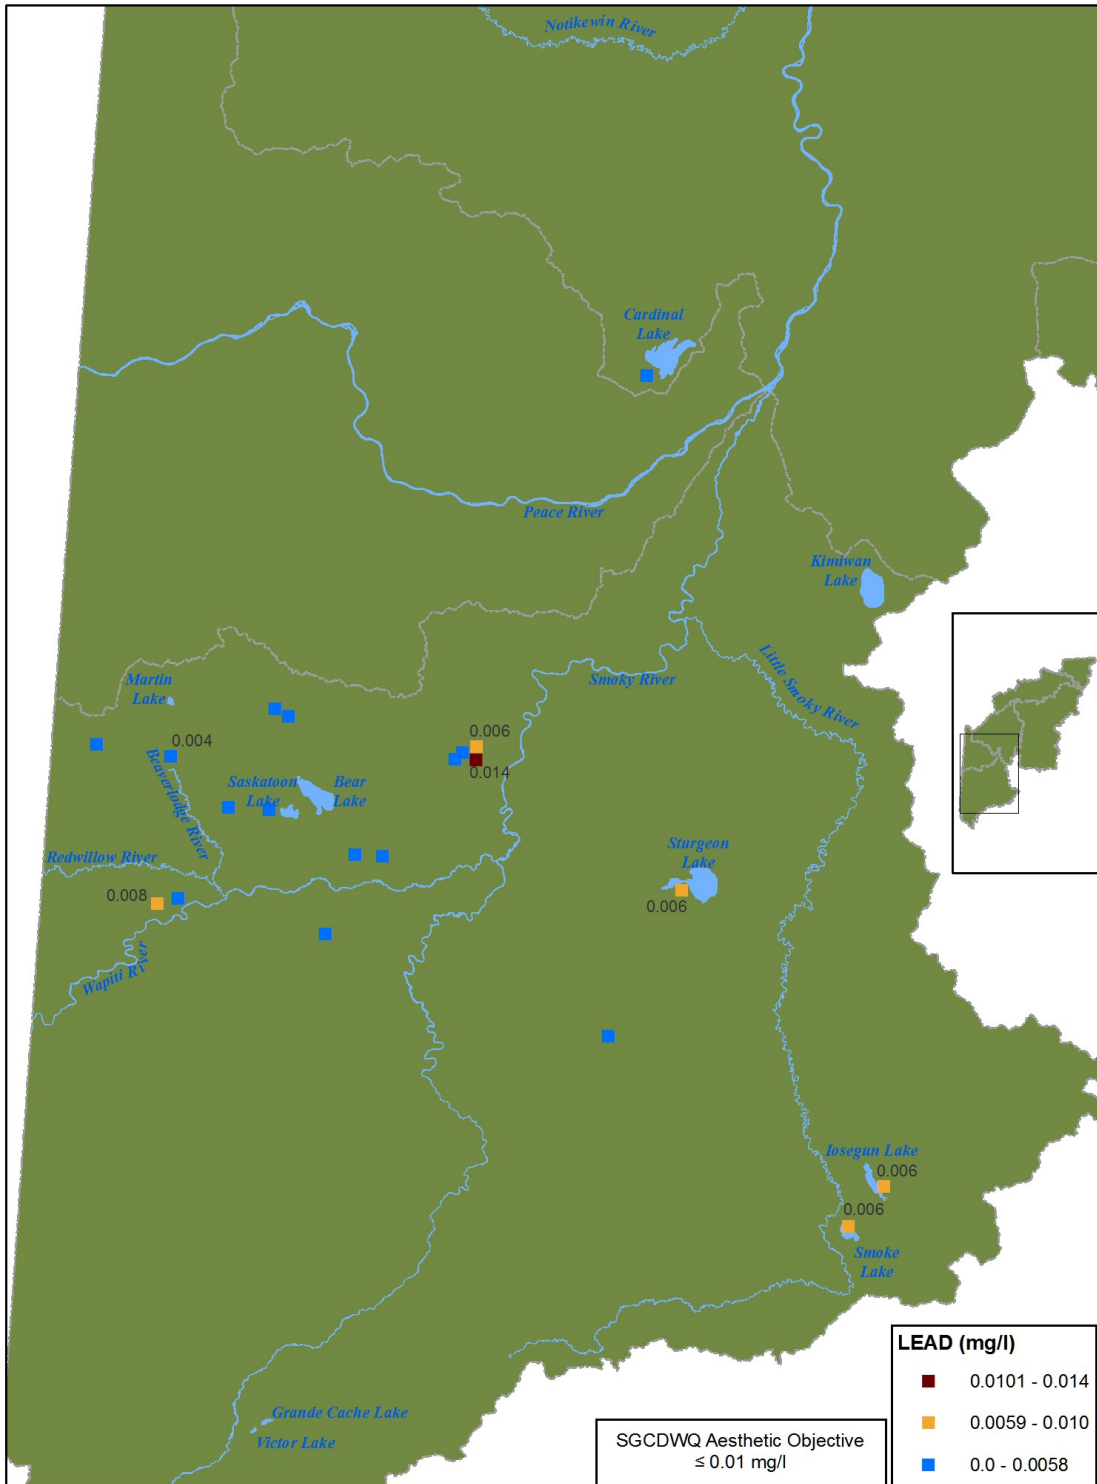 Notikewin River
Cardinal
Lake
Peace River
Kimiwan
Lake
Little Smoky River
Smoky River
Martin
Lake
0.004
0.006
0.014
Beaverlodge River
Saskatoon
Lake
Bear
Lake
Redwillow River
Sturgeon
Lake
0.008
0.006
Wapiti River
Iosegun Lake
0.006
0.006
Smoke
Lake
Grande Cache Lake
Victor Lake
SGCDWQ Aesthetic Objective
≤ 0.01 mg/l
LEAD (mg/l)
0.0101 - 0.014
0.0059 - 0.010
0.0 - 0.0058